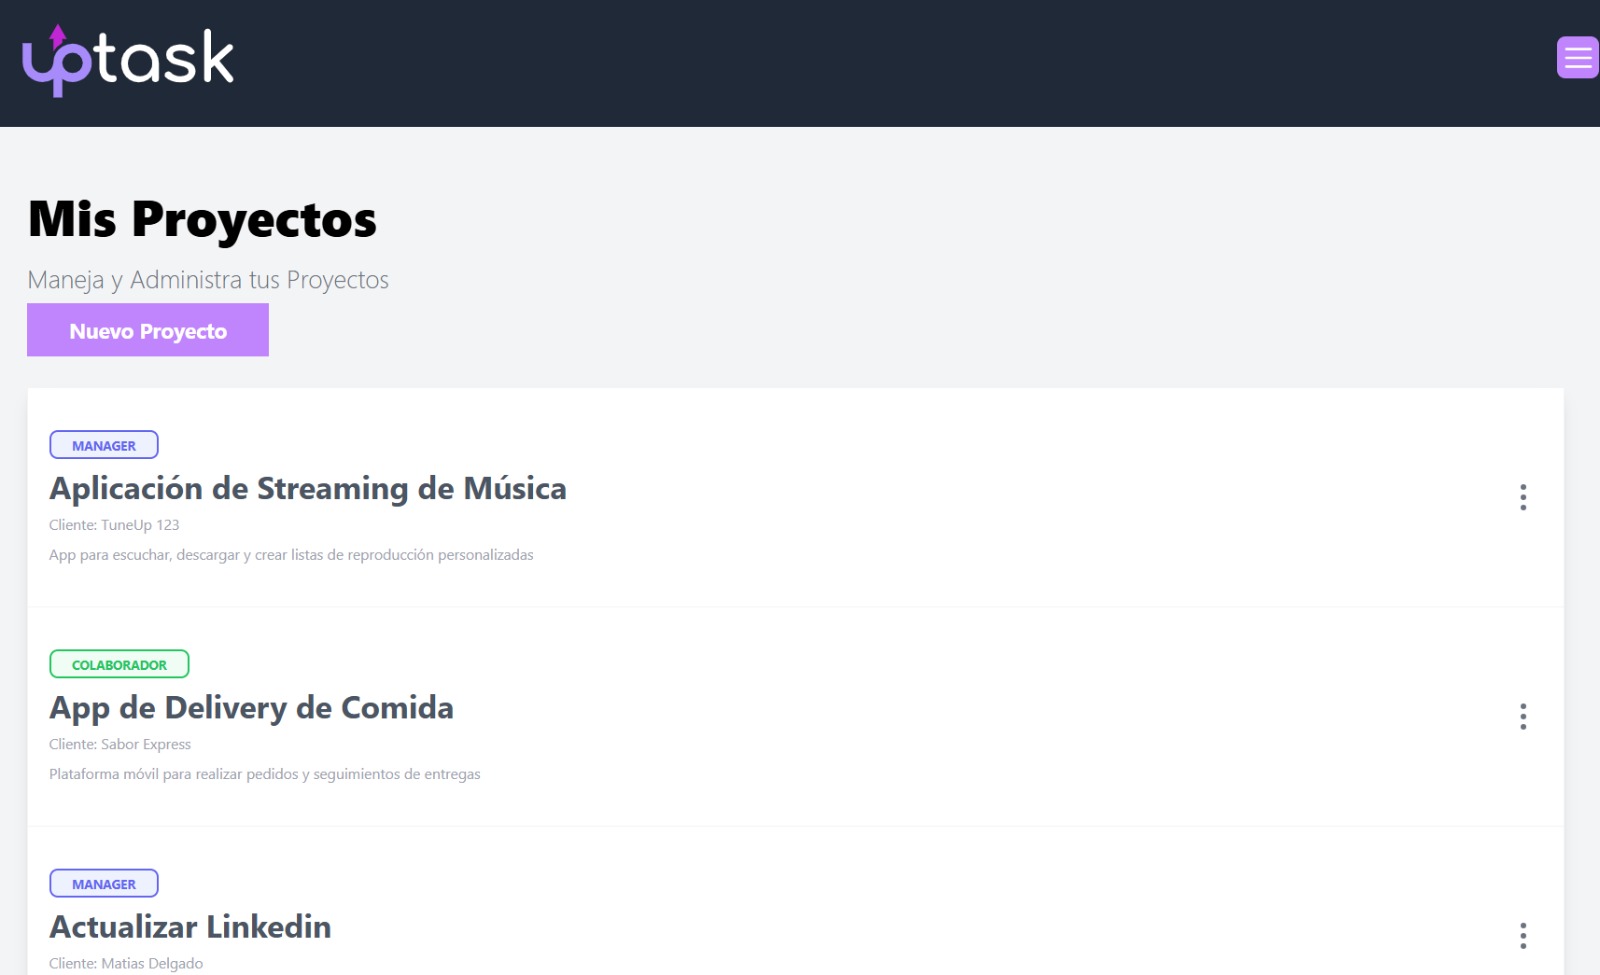 uptask
Mis Proyectos
Maneja y Administra tus Proyectos
Nuevo Proyecto
MANAGER
Aplicación de Streaming de Música
Cliente: TuneUp 123
App para escuchar, descargar y crear listas de reproducción personalizadas
COLABORADOR
App de Delivery de Comida
Cliente: Sabor Express
Plataforma móvil para realizar pedidos y seguimientos de entregas
MANAGER
Actualizar Linkedin
Cliente: Matias Delgado